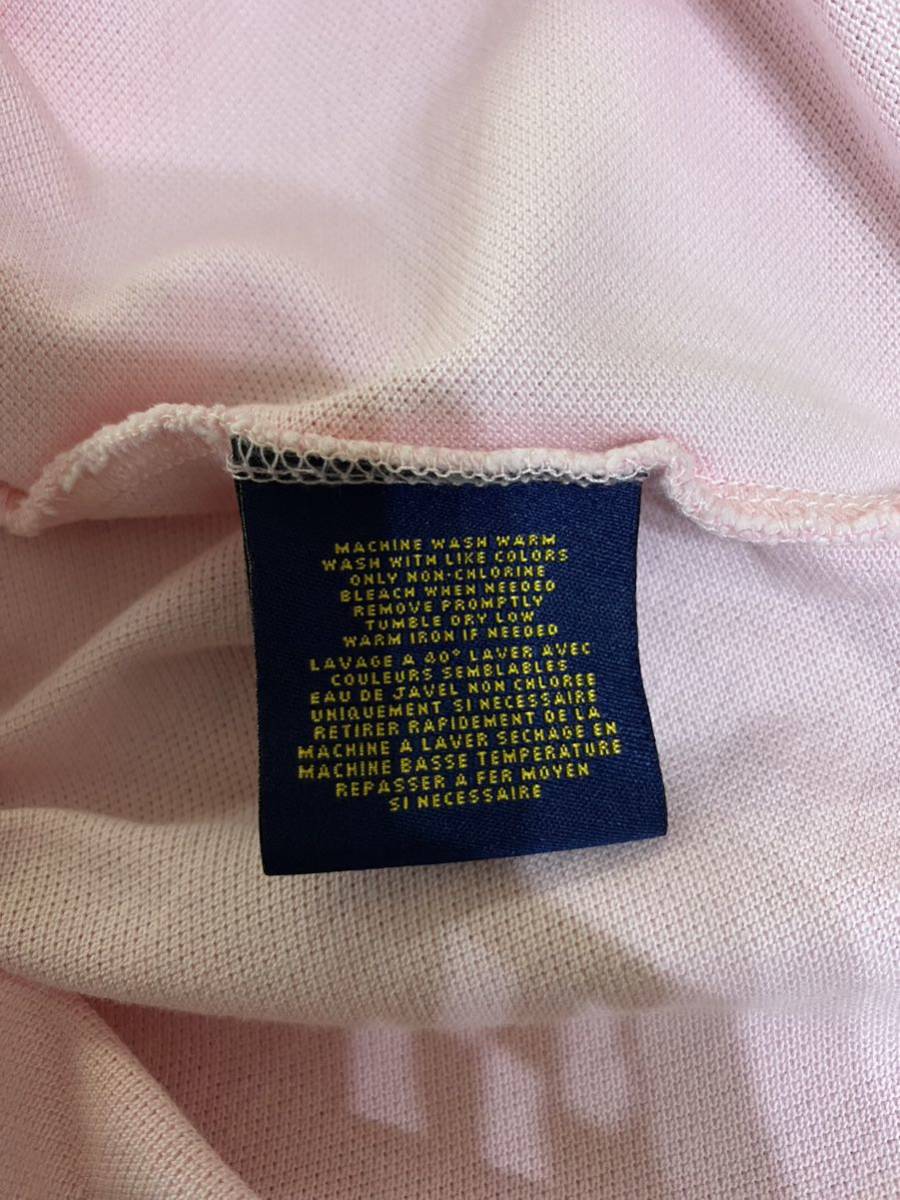 MACHINE WASH WARM
WASH WITH LIKE COLORS
ONLY NON-CHLORINE
BLEACH WHEN NEEDED
REMOVE PROMPTLY
TUMBLE DRY LOW
WARM IRON IF NEEDED
LAVAGE A 40° LAVER AVEC
COULEURS SEMBLABLES
EAU DE JAVEL NON CHLOREE
UNIQUEMENT SI NECESSAIRE
RETIRER RAPIDEMENT DE LA
MACHINE A LAVER SECHAGE EN
MACHINE BASSE TEMPERATURE
REPASSER A FER MOYEN
SI NECESSAIRE